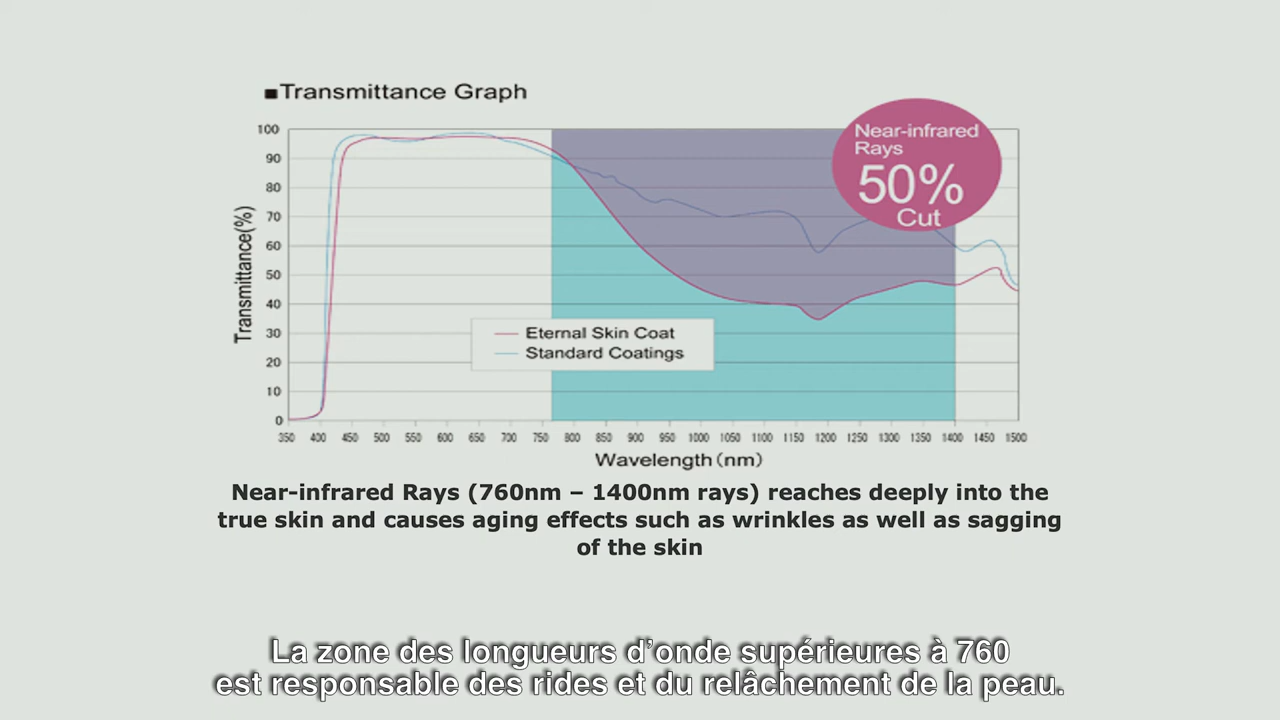 ■Transmittance Graph
Near-infrared
Rays
50%
Cut
Transmittance(%)
100
90
80
70
60
50
40
30
20
10
0
Eternal Skin Coat
Standard Coatings
350 400 450 500 550 600 650 700 750 800 850 900 950 1000 1050 1100 1150 1200 1250 1300 1350 1400 1450 1500
Wavelength(nm)
Near-infrared Rays (760nm – 1400nm rays) reaches deeply into the
true skin and causes aging effects such as wrinkles as well as sagging
of the skin
La zone des longueurs d’onde supérieures à 760
est responsable des rides et du relâchement de la peau.